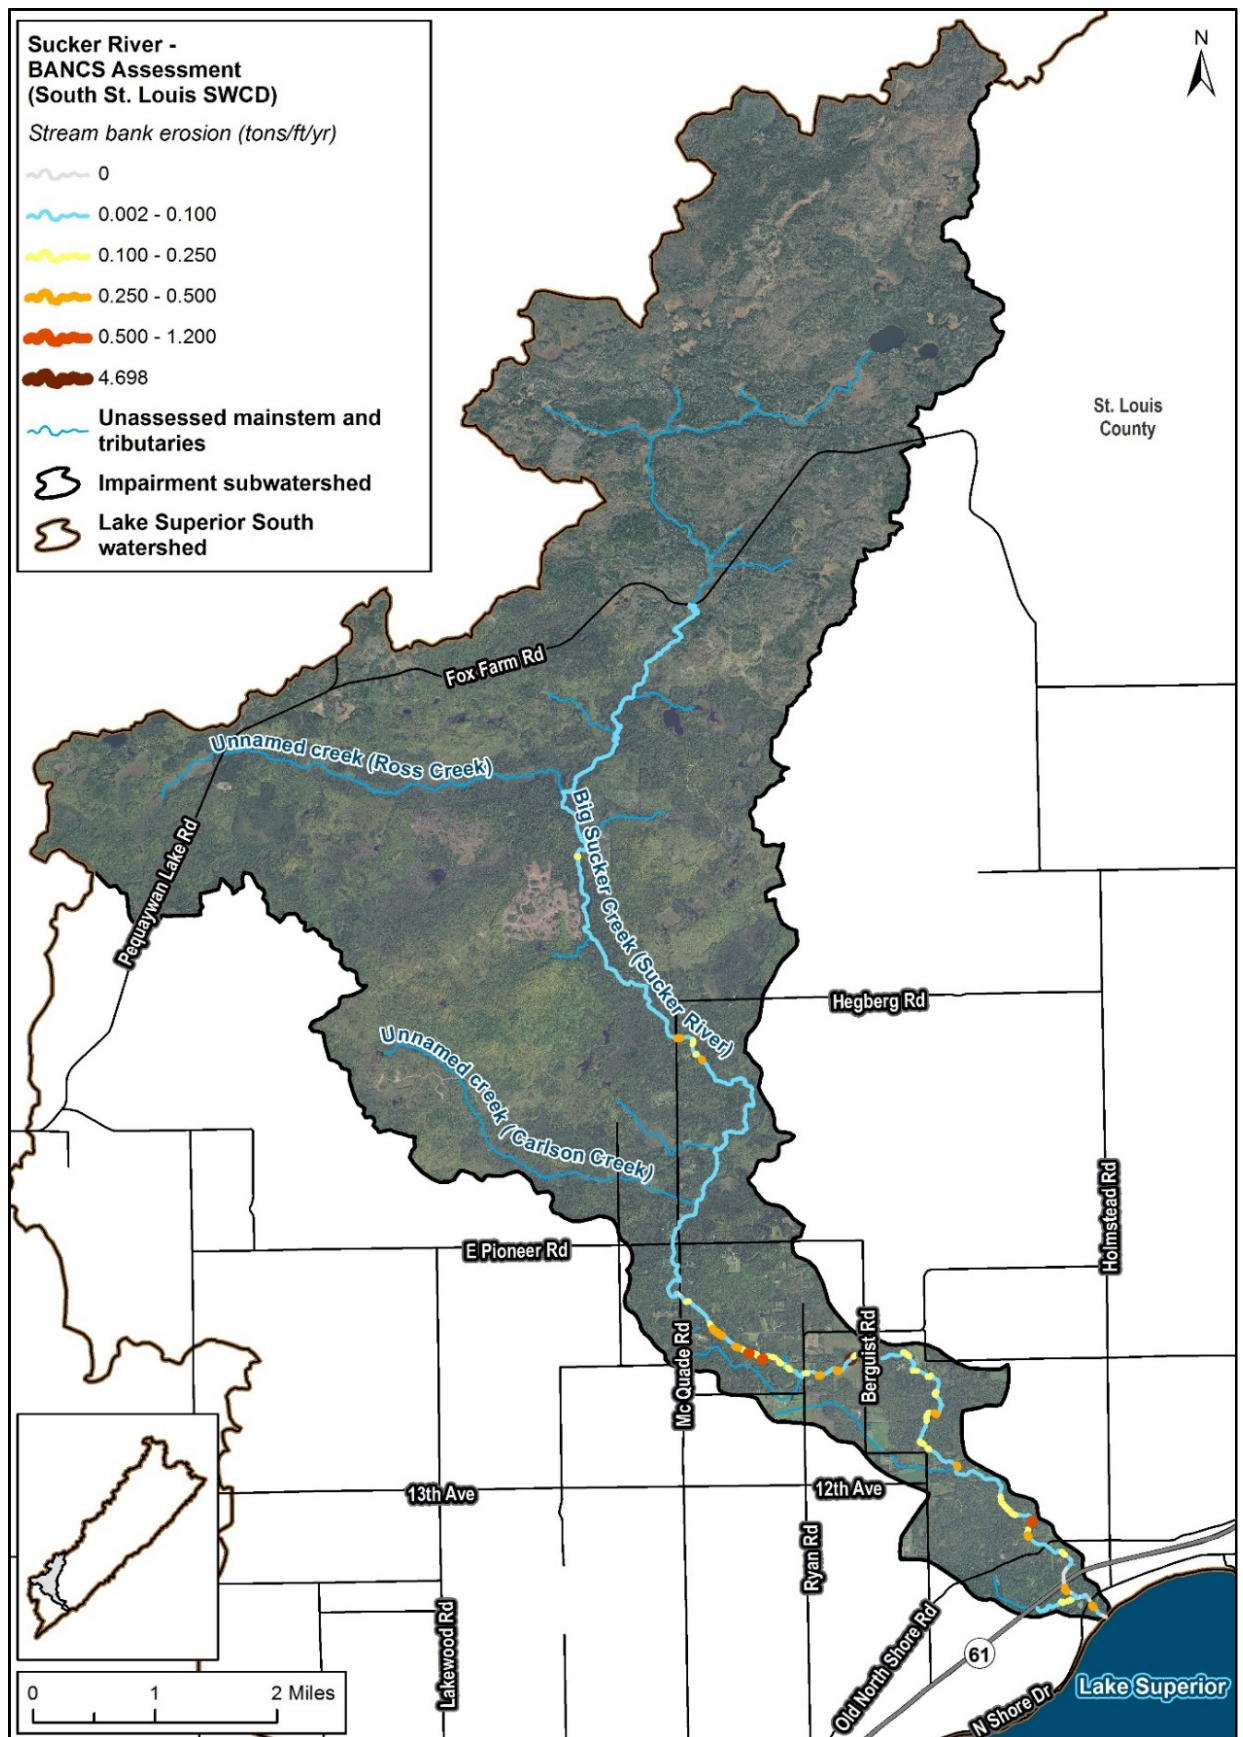 Sucker River -
BANCS Assessment
(South St. Louis SWCD)
Stream bank erosion (tons/ft/yr)
0
0.002 - 0.100
0.100 - 0.250
0.250 - 0.500
0.500 - 1.200
4.698
Unassessed mainstem and
tributaries
Impairment subwatershed
Lake Superior South
watershed
N
St. Louis
County
Fox Farm Rd
Unnamed creek (Ross Creek)
Big Sucker Creek (Sucker River)
Pequaywan Lake Rd
Hegberg Rd
Unnamed creek (Carlson Creek)
Holmstead Rd
E Pioneer Rd
Mc Quade Rd
Berguist Rd
13th Ave
12th Ave
Ryan Rd
Lakewood Rd
Old North Shore Rd
61
N Shore Dr
Lake Superior
0 1 2 Miles